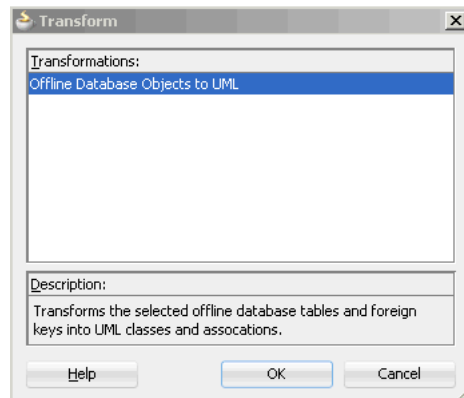 Transform
Transformations:
Offline Database Objects to UML
Description:
Transforms the selected offline database tables and foreign
keys into UML classes and assocations.
Help OK Cancel